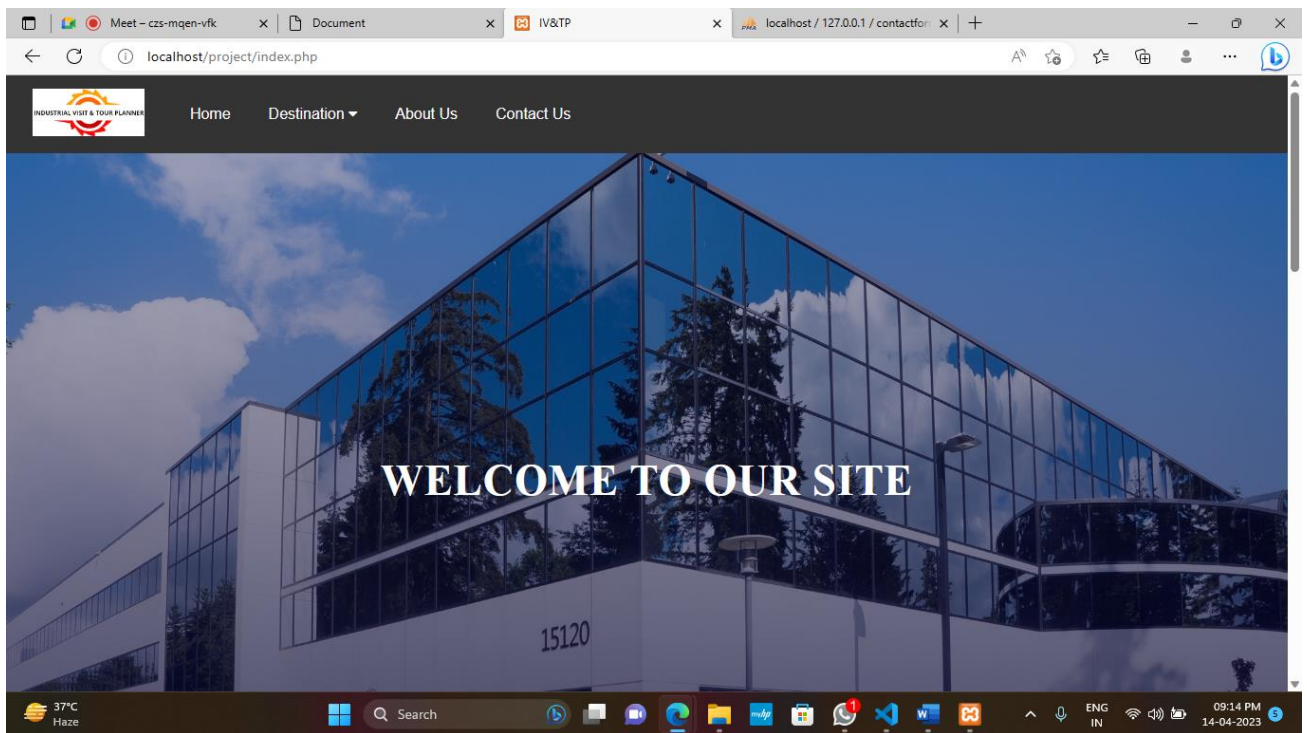 Meet – czs-mqen-vfk
Document
IV&TP
localhost / 127.0.0.1 / contactfor
localhost/project/index.php
INDUSTRIAL VISIT & TOUR PLANNER
Home
Destination
About Us
Contact Us
WELCOME TO OUR SITE
15120
37°C
Haze
Search
ENG
IN
09:14 PM
14-04-2023
5